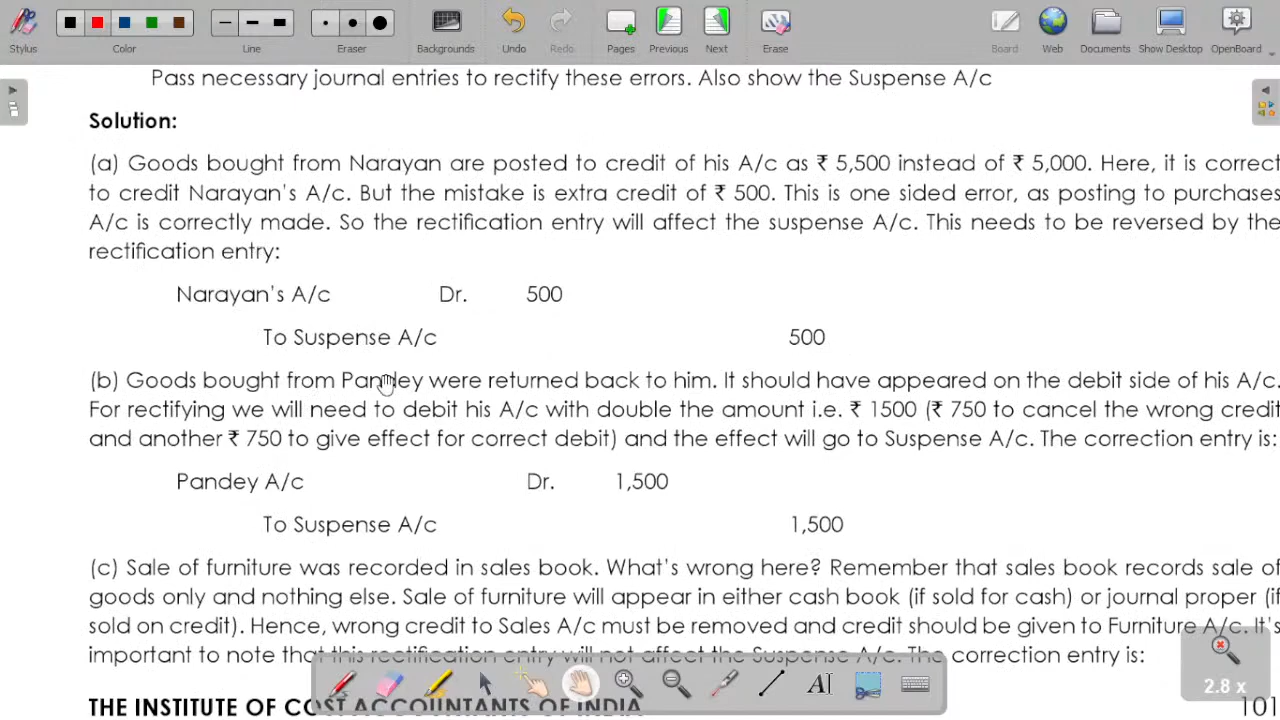 Stylus Color Line Eraser Backgrounds Undo Redo Pages Previous Next Erase Board Web Documents Show Desktop OpenBoard
Pass necessary journal entries to rectify these errors. Also show the Suspense A/c
Solution:
(a) Goods bought from Narayan are posted to credit of his A/c as ₹ 5,500 instead of ₹ 5,000. Here, it is correct
to credit Narayan's A/c. But the mistake is extra credit of ₹ 500. This is one sided error, as posting to purchases
A/c is correctly made. So the rectification entry will affect the suspense A/c. This needs to be reversed by the
rectification entry:
Narayan's A/c Dr. 500
To Suspense A/c 500
(b) Goods bought from Pandey were returned back to him. It should have appeared on the debit side of his A/c.
For rectifying we will need to debit his A/c with double the amount i.e. ₹ 1500 (₹ 750 to cancel the wrong credit
and another ₹ 750 to give effect for correct debit) and the effect will go to Suspense A/c. The correction entry is:
Pandey A/c Dr. 1,500
To Suspense A/c 1,500
(c) Sale of furniture was recorded in sales book. What's wrong here? Remember that sales book records sale of
goods only and nothing else. Sale of furniture will appear in either cash book (if sold for cash) or journal proper (if
sold on credit). Hence, wrong credit to Sales A/c must be removed and credit should be given to Furniture A/c. It's
important to note that this rectification entry will not affect the Suspense A/c. The correction entry is:
2.8 x
THE INSTITUTE OF COST ACCOUNTANTS OF INDIA 101